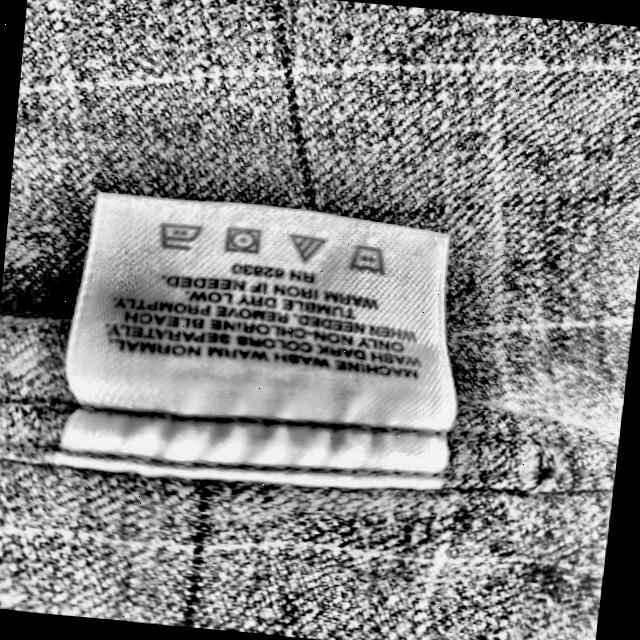 MACHINE WASH WARM NORMAL
WASH DARK COLORS SEPARATELY
ONLY NON-CHLORINE BLEACH
WHEN NEEDED. REMOVE PROMPTLY
TUMBLE DRY LOW.
WARM IRON IF NEEDED
RN 62830